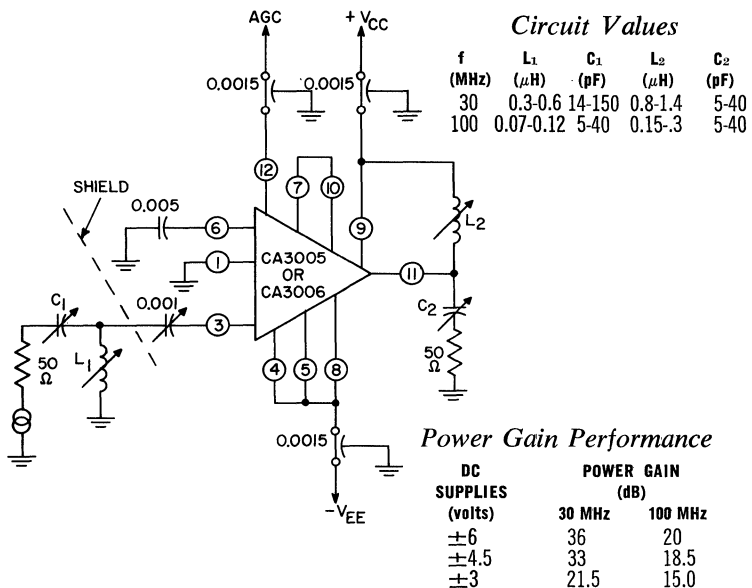 AGC
+VCC
Circuit Values
f L1 C1 L2 C2
(MHz) (μH) (pF) (μH) (pF)
30 0.3-0.6 14-150 0.8-1.4 5-40
100 0.07-0.12 5-40 0.15-.3 5-40
0.0015
0.0015
12
7
10
SHIELD
0.005
6
9
L2
1
CA3005
OR
CA3006
11
C1
0.001
3
C2
50
Ω
L1
4
5
8
50
Ω
0.0015
-VEE
Power Gain Performance
DC POWER GAIN
SUPPLIES (dB)
(volts) 30 MHz 100 MHz
±6 36 20
±4.5 33 18.5
±3 21.5 15.0